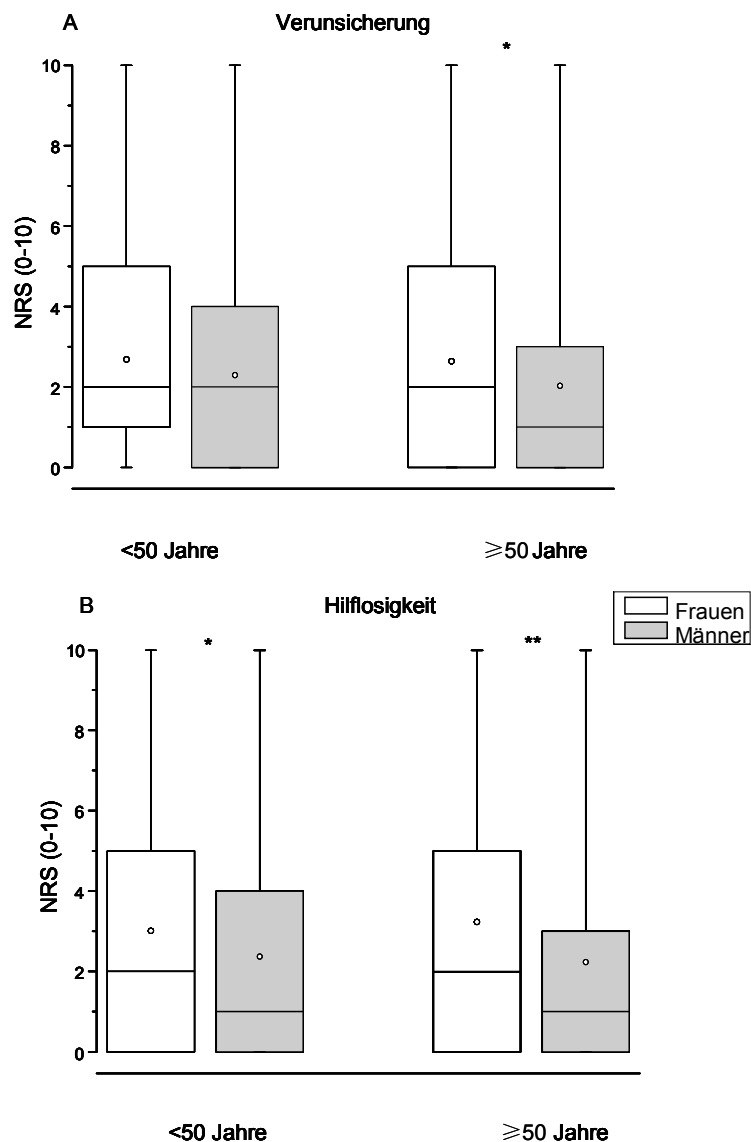 A Verunsicherung
*
10
8
6
4
2
0
NRS (0-10)
<50 Jahre ≥50 Jahre
B Hilflosigkeit
Frauen
Männer
* **
10
8
6
4
2
0
NRS (0-10)
<50 Jahre ≥50 Jahre